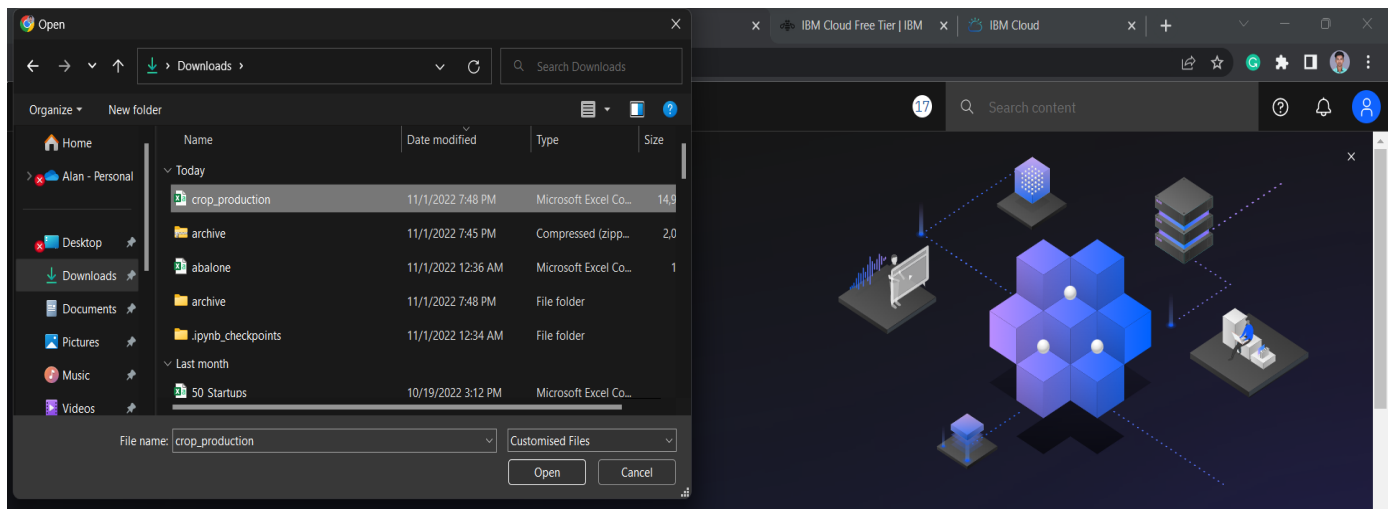 Open
IBM Cloud Free Tier | IBM
IBM Cloud
Downloads
Search Downloads
Organize
New folder
17
Search content
Name Date modified Type Size
Home
Alan - Personal
Desktop
Downloads
Documents
Pictures
Music
Videos
Today
crop_production 11/1/2022 7:48 PM Microsoft Excel Co... 14,9
archive 11/1/2022 7:45 PM Compressed (zipp... 2,0
abalone 11/1/2022 12:36 AM Microsoft Excel Co... 1
archive 11/1/2022 7:48 PM File folder
.ipynb_checkpoints 11/1/2022 12:34 AM File folder
Last month
50 Startups 10/19/2022 3:12 PM Microsoft Excel Co...
File name: crop_production Customised Files
Open Cancel